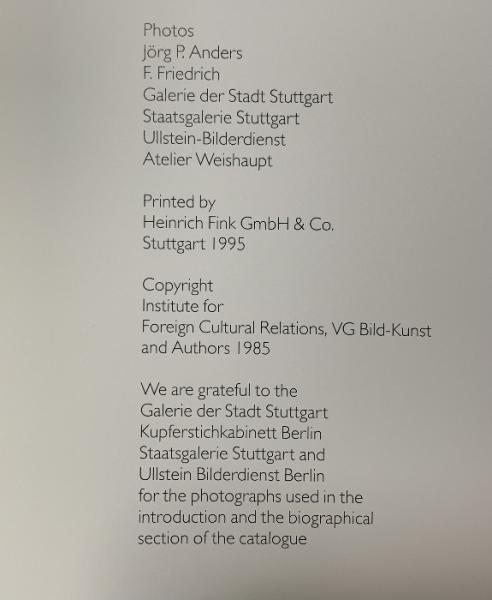 Photos
Jörg P. Anders
F. Friedrich
Galerie der Stadt Stuttgart
Staatsgalerie Stuttgart
Ullstein-Bilderdienst
Atelier Weishaupt
Printed by
Heinrich Fink GmbH & Co.
Stuttgart 1995
Copyright
Institute for
Foreign Cultural Relations, VG Bild-Kunst
and Authors 1985
We are grateful to the
Galerie der Stadt Stuttgart
Kupferstichkabinett Berlin
Staatsgalerie Stuttgart and
Ullstein Bilderdienst Berlin
for the photographs used in the
introduction and the biographical
section of the catalogue